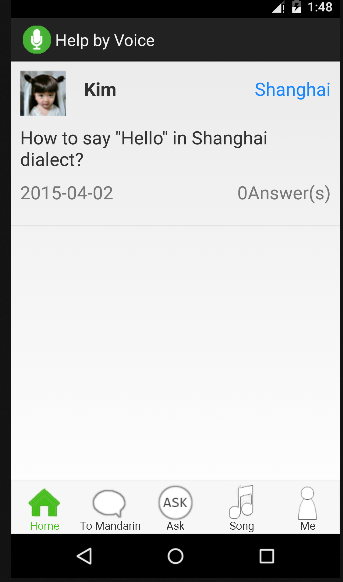 1:48
Help by Voice
Kim
Shanghai
How to say "Hello" in Shanghai
dialect?
2015-04-02
0Answer(s)
ASK
Home
To Mandarin
Ask
Song
Me